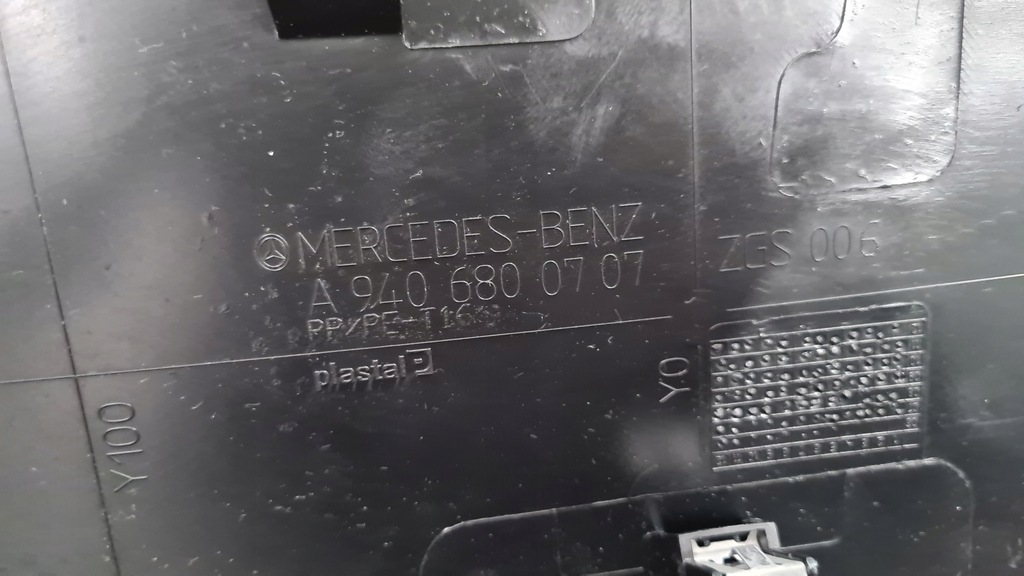 MERCEDES-BENZ
A 940 680 07 07
ZGS 006
plastal
Y0
Y100